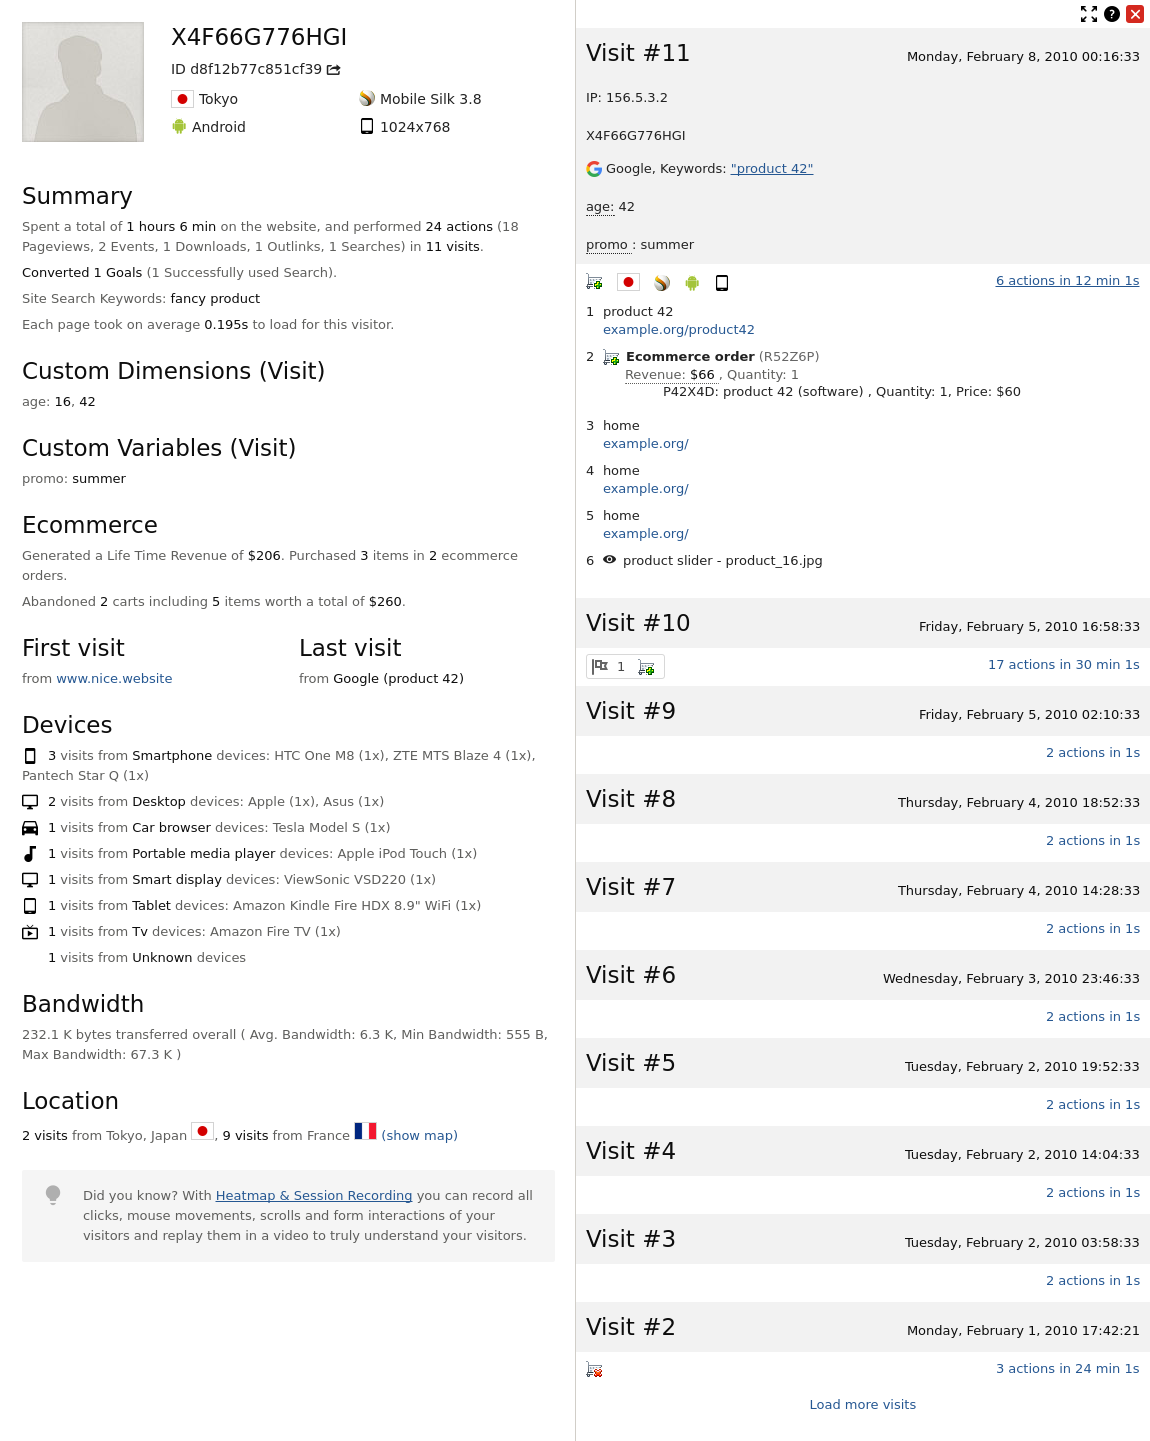 X4F66G776HGI
ID d8f12b77c851cf39
Tokyo
Mobile Silk 3.8
Android
1024x768
Summary
Spent a total of 1 hours 6 min on the website, and performed 24 actions (18
Pageviews, 2 Events, 1 Downloads, 1 Outlinks, 1 Searches) in 11 visits.
Converted 1 Goals (1 Successfully used Search).
Site Search Keywords: fancy product
Each page took on average 0.195s to load for this visitor.
Custom Dimensions (Visit)
age: 16, 42
Custom Variables (Visit)
promo: summer
Ecommerce
Generated a Life Time Revenue of $206. Purchased 3 items in 2 ecommerce
orders.
Abandoned 2 carts including 5 items worth a total of $260.
First visit
from www.nice.website
Last visit
from Google (product 42)
Devices
3 visits from Smartphone devices: HTC One M8 (1x), ZTE MTS Blaze 4 (1x),
Pantech Star Q (1x)
2 visits from Desktop devices: Apple (1x), Asus (1x)
1 visits from Car browser devices: Tesla Model S (1x)
1 visits from Portable media player devices: Apple iPod Touch (1x)
1 visits from Smart display devices: ViewSonic VSD220 (1x)
1 visits from Tablet devices: Amazon Kindle Fire HDX 8.9" WiFi (1x)
1 visits from Tv devices: Amazon Fire TV (1x)
1 visits from Unknown devices
Bandwidth
232.1 K bytes transferred overall ( Avg. Bandwidth: 6.3 K, Min Bandwidth: 555 B,
Max Bandwidth: 67.3 K )
Location
2 visits from Tokyo, Japan , 9 visits from France (show map)
Did you know? With Heatmap & Session Recording you can record all
clicks, mouse movements, scrolls and form interactions of your
visitors and replay them in a video to truly understand your visitors.
?
Visit #11
Monday, February 8, 2010 00:16:33
IP: 156.5.3.2
X4F66G776HGI
Google, Keywords: "product 42"
age: 42
promo : summer
6 actions in 12 min 1s
1 product 42
example.org/product42
2 Ecommerce order (R52Z6P)
Revenue: $66 , Quantity: 1
P42X4D: product 42 (software) , Quantity: 1, Price: $60
3 home
example.org/
4 home
example.org/
5 home
example.org/
6 product slider - product_16.jpg
Visit #10
Friday, February 5, 2010 16:58:33
1
17 actions in 30 min 1s
Visit #9
Friday, February 5, 2010 02:10:33
2 actions in 1s
Visit #8
Thursday, February 4, 2010 18:52:33
2 actions in 1s
Visit #7
Thursday, February 4, 2010 14:28:33
2 actions in 1s
Visit #6
Wednesday, February 3, 2010 23:46:33
2 actions in 1s
Visit #5
Tuesday, February 2, 2010 19:52:33
2 actions in 1s
Visit #4
Tuesday, February 2, 2010 14:04:33
2 actions in 1s
Visit #3
Tuesday, February 2, 2010 03:58:33
2 actions in 1s
Visit #2
Monday, February 1, 2010 17:42:21
3 actions in 24 min 1s
Load more visits